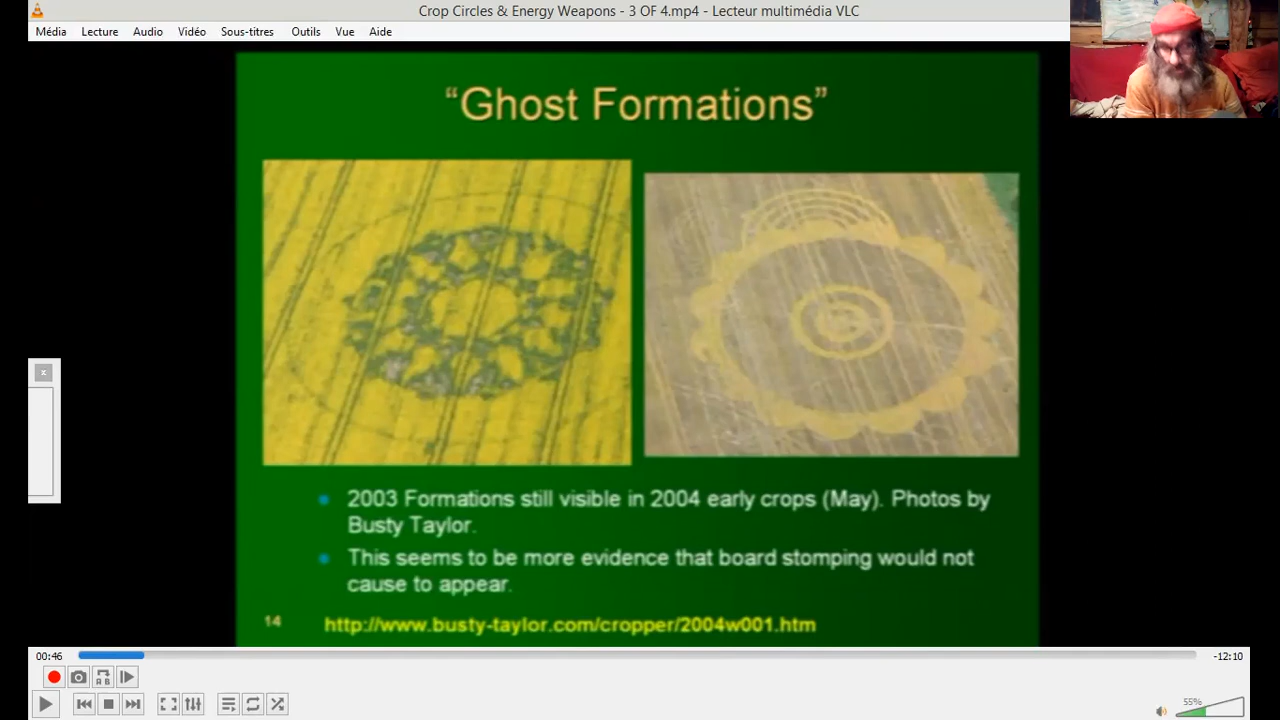 Crop Circles & Energy Weapons - 3 OF 4.mp4 - Lecteur multimédia VLC
Média Lecture Audio Vidéo Sous-titres Outils Vue Aide
“Ghost Formations”
2003 Formations still visible in 2004 early crops (May). Photos by
Busty Taylor.
This seems to be more evidence that board stomping would not
cause to appear.
14 http://www.busty-taylor.com/cropper/2004w001.htm
x
00:46 -12:10
A B
55%